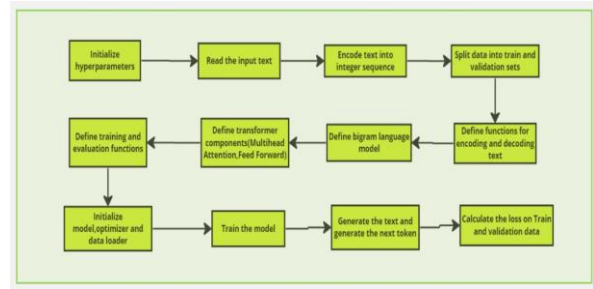 Initialize
hyperparameters
Read the input text
Encode text into
integer sequence
Split data into train and
validation sets
Define functions for
encoding and decoding
text
Define bigram language
model
Define transformer
components(Multihead
Attention,Feed Forward)
Define training and
evaluation functions
Initialize
model,optimizer and
data loader
Train the model
Generate the text and
generate the next token
Calculate the loss on Train
and validation data